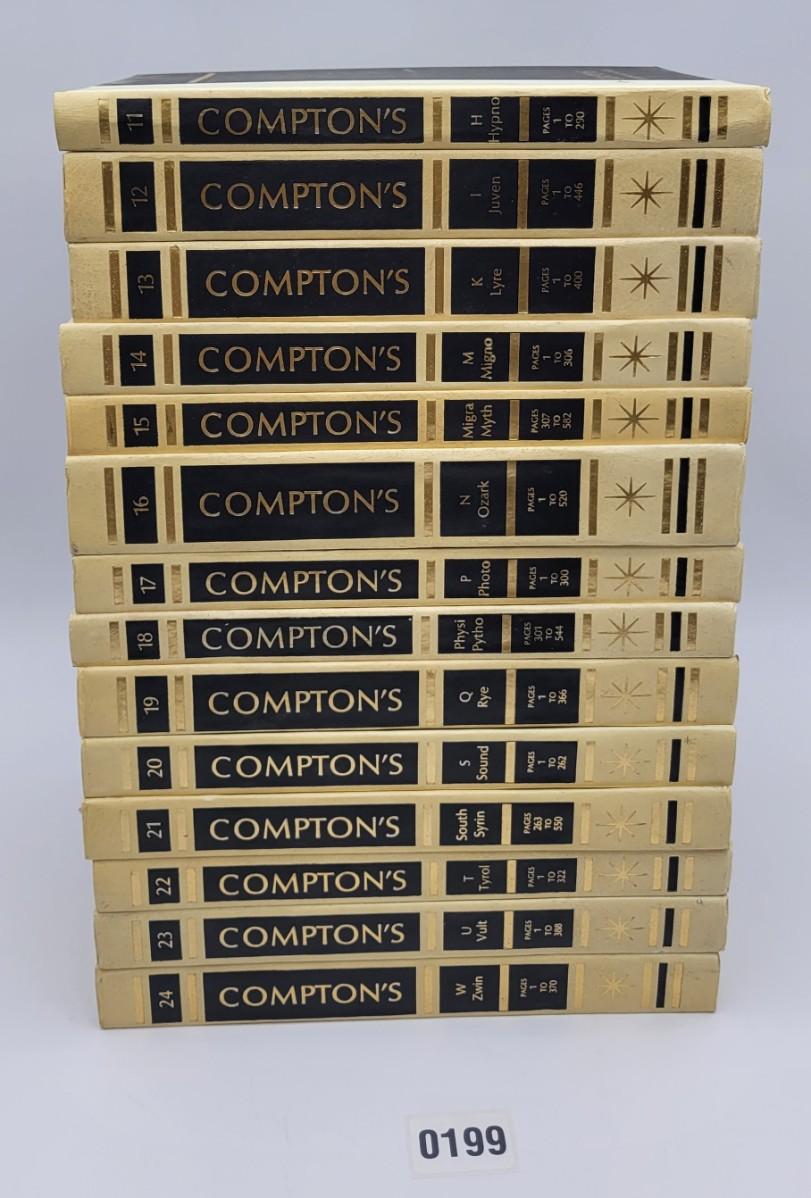 11 COMPTON'S H Hypno PAGES 1 TO 290
12 COMPTON'S I Juven PAGES 1 TO 446
13 COMPTON'S K Lyre PAGES 1 TO 400
14 COMPTON'S M Migno PAGES 1 TO 306
15 COMPTON'S Migra Myth PAGES 307 TO 582
16 COMPTON'S N Ozark PAGES 1 TO 520
17 COMPTON'S P Photo PAGES 1 TO 300
18 COMPTON'S Physi Pytho PAGES 301 TO 544
19 COMPTON'S Q Rye PAGES 1 TO 366
20 COMPTON'S S Sound PAGES 1 TO 262
21 COMPTON'S South Syrin PAGES 263 TO 550
22 COMPTON'S T Tyrol PAGES 1 TO 322
23 COMPTON'S U Vult PAGES 1 TO 388
24 COMPTON'S W Zwin PAGES 1 TO 370
0199